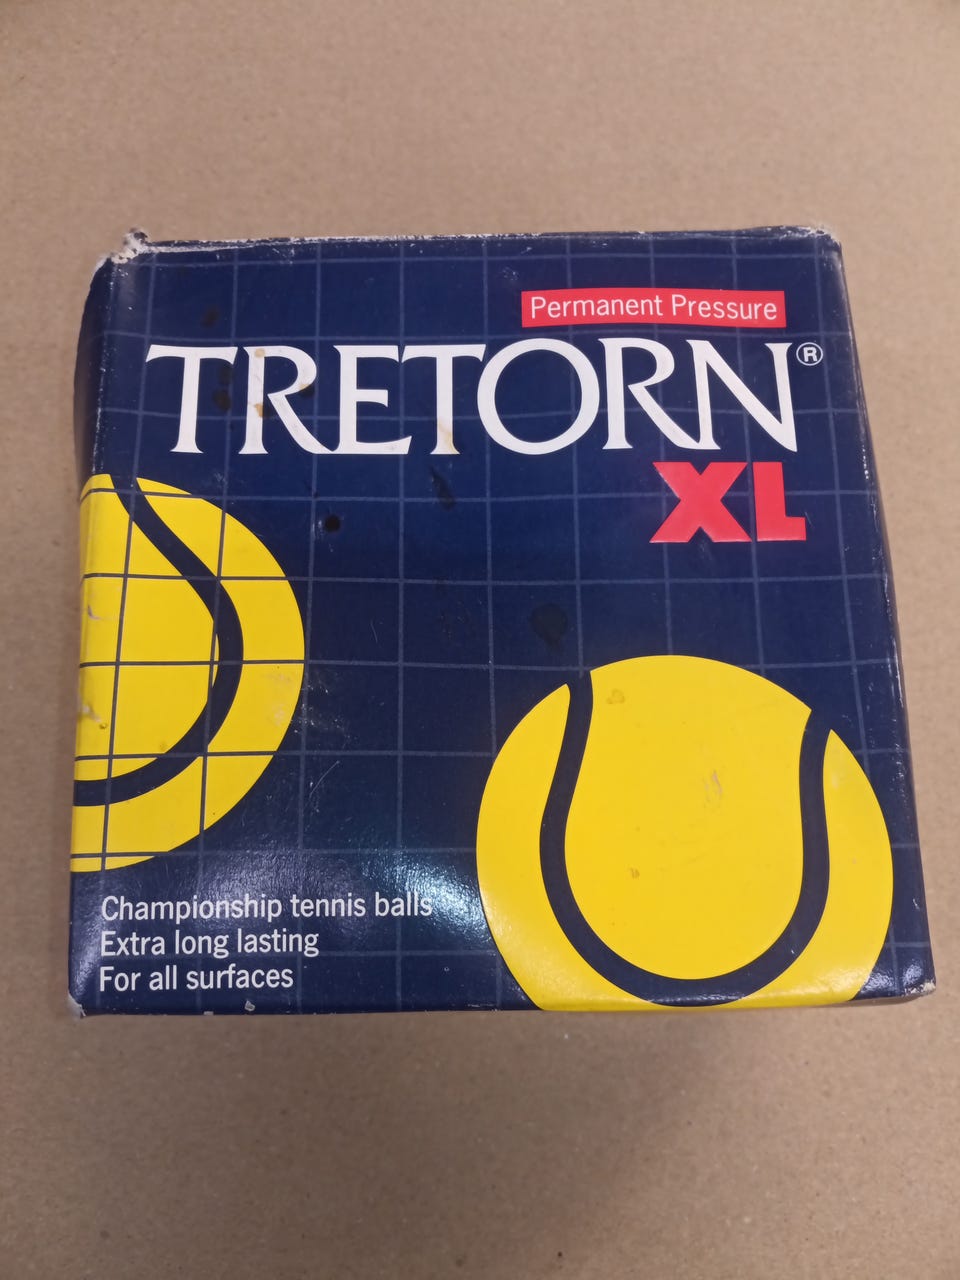 Permanent Pressure
TRETORN®
XL
Championship tennis balls
Extra long lasting
For all surfaces